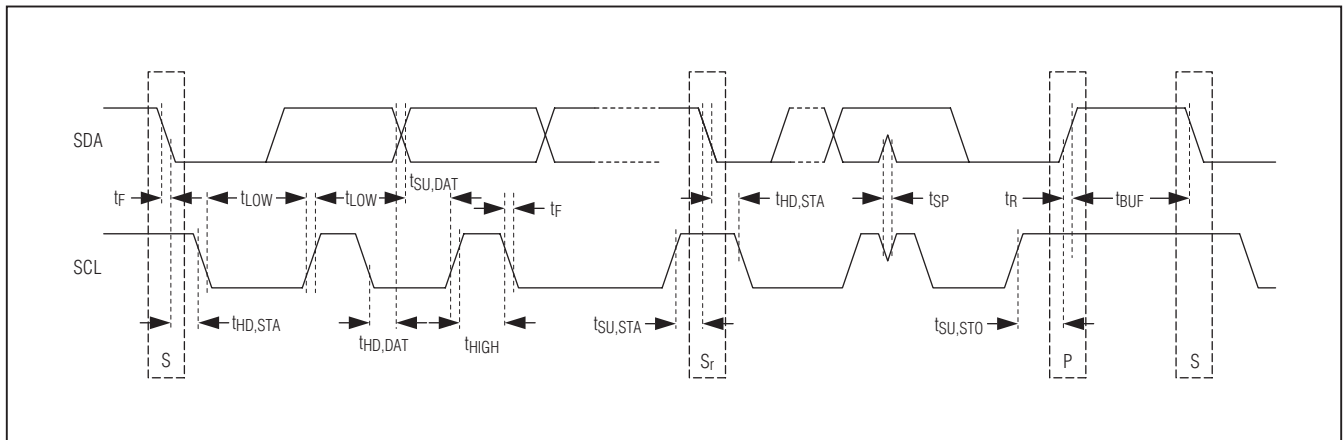 SDA
tF
tLOW
tLOW
tSU,DAT
tF
tHD,STA
tSP
tR
tBUF
SCL
tHD,STA
tHD,DAT
tHIGH
tSU,STA
tSU,STO
S
Sr
P
S